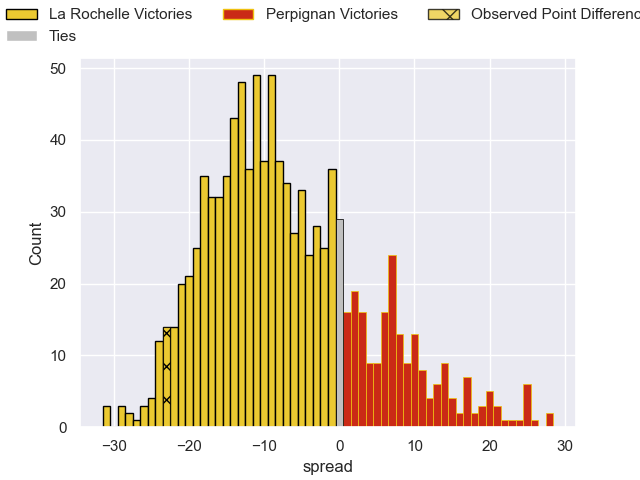 La Rochelle Victories
Perpignan Victories
Observed Point Differenc
Ties
50
40
30
20
10
0
Count
−30
−20
−10
0
10
20
30
spread